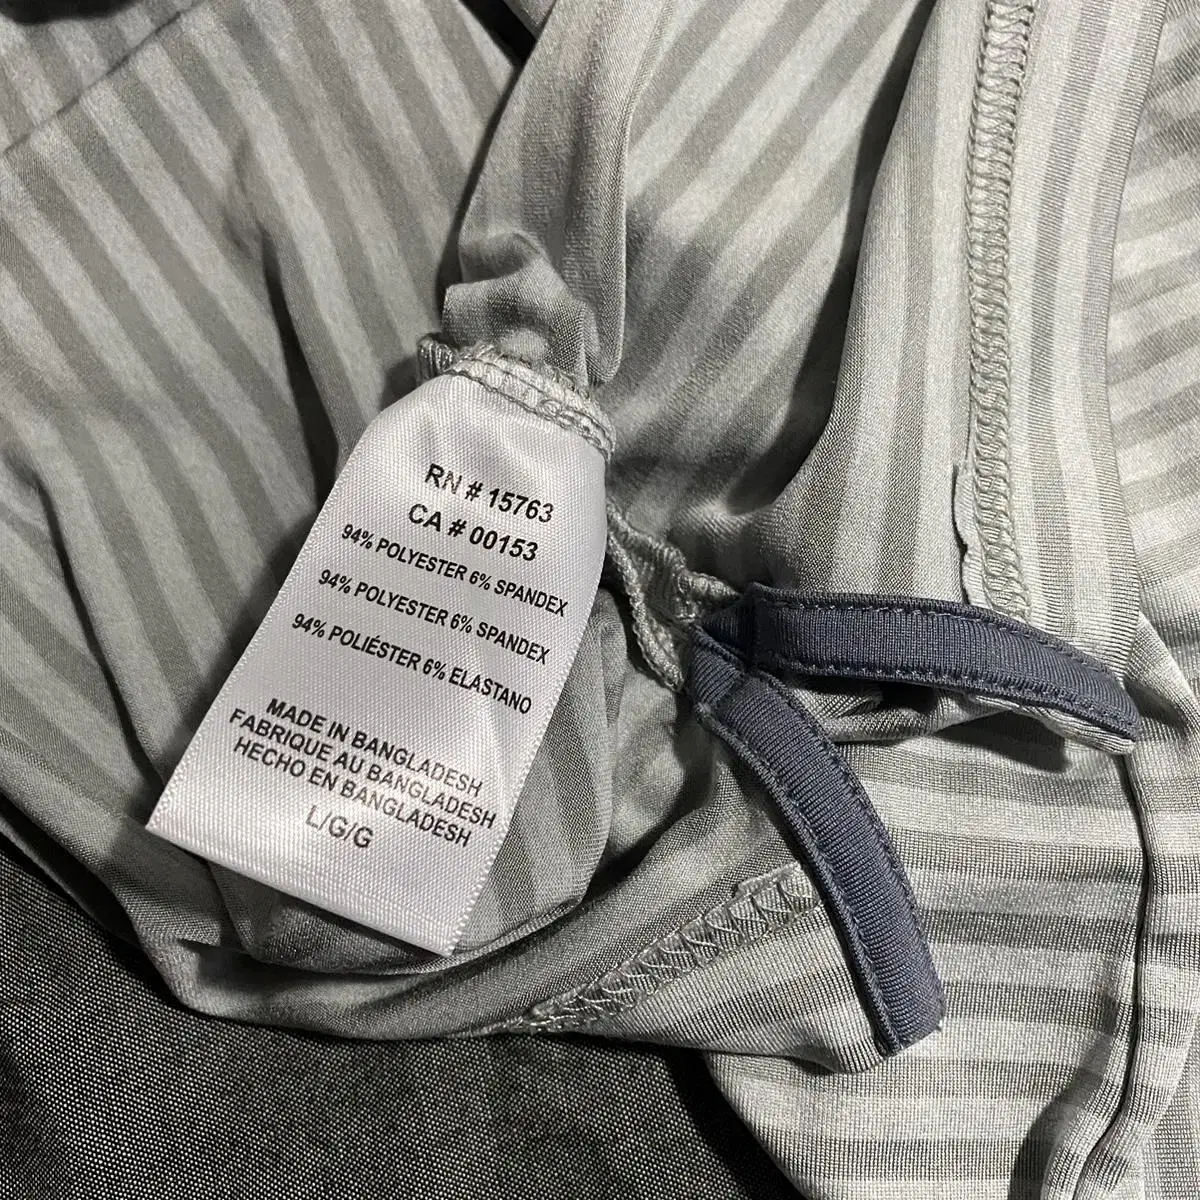 RN # 15763
CA # 00153
94% POLYESTER 6% SPANDEX
94% POLYESTER 6% SPANDEX
94% POLIÉSTER 6% ELASTANO
MADE IN BANGLADESH
FABRIQUE AU BANGLADESH
HECHO EN BANGLADESH
L/G/G